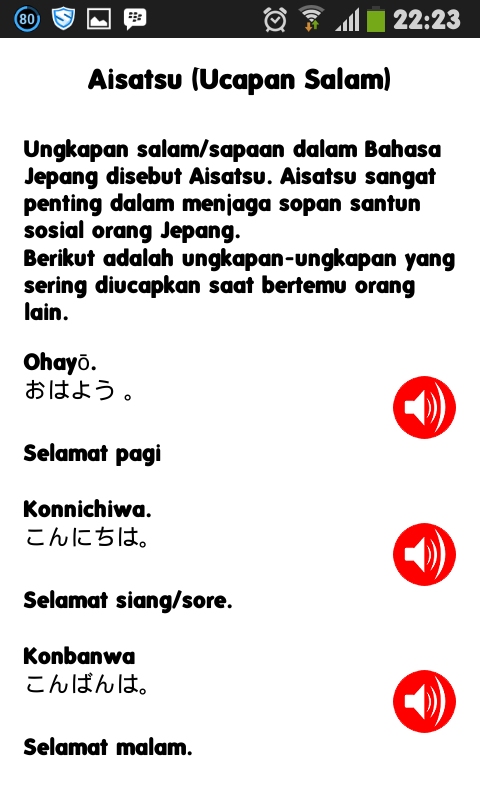 80
22:23
Aisatsu (Ucapan Salam)
Ungkapan salam/sapaan dalam Bahasa
Jepang disebut Aisatsu. Aisatsu sangat
penting dalam menjaga sopan santun
sosial orang Jepang.
Berikut adalah ungkapan-ungkapan yang
sering diucapkan saat bertemu orang
lain.
Ohayō.
おはよう 。
Selamat pagi
Konnichiwa.
こんにちは。
Selamat siang/sore.
Konbanwa
こんばんは。
Selamat malam.